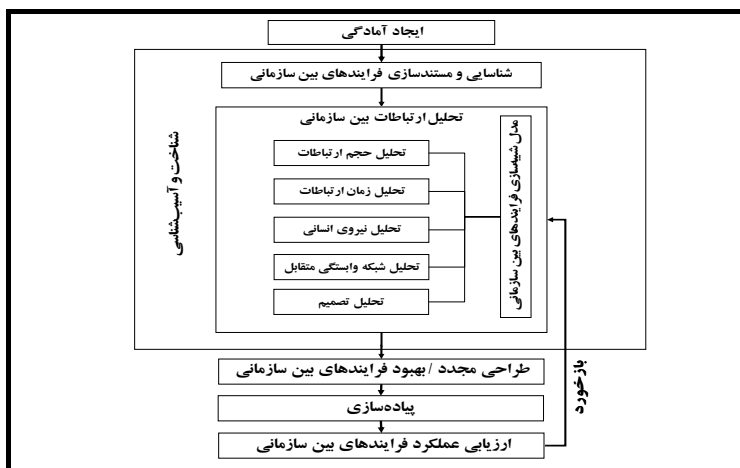 ایجاد آمادگی
شناسایی و مستندسازی فرایندهای بین سازمانی
شناخت و آسیب‌شناسی
تحلیل ارتباطات بین سازمانی
مدل شبیه‌سازی فرایندهای بین سازمانی
تحلیل حجم ارتباطات
تحلیل زمان ارتباطات
تحلیل نیروی انسانی
تحلیل شبکه وابستگی متقابل
تحلیل تصمیم
بازخورد
طراحی مجدد / بهبود فرایندهای بین سازمانی
پیاده‌سازی
ارزیابی عملکرد فرایندهای بین سازمانی